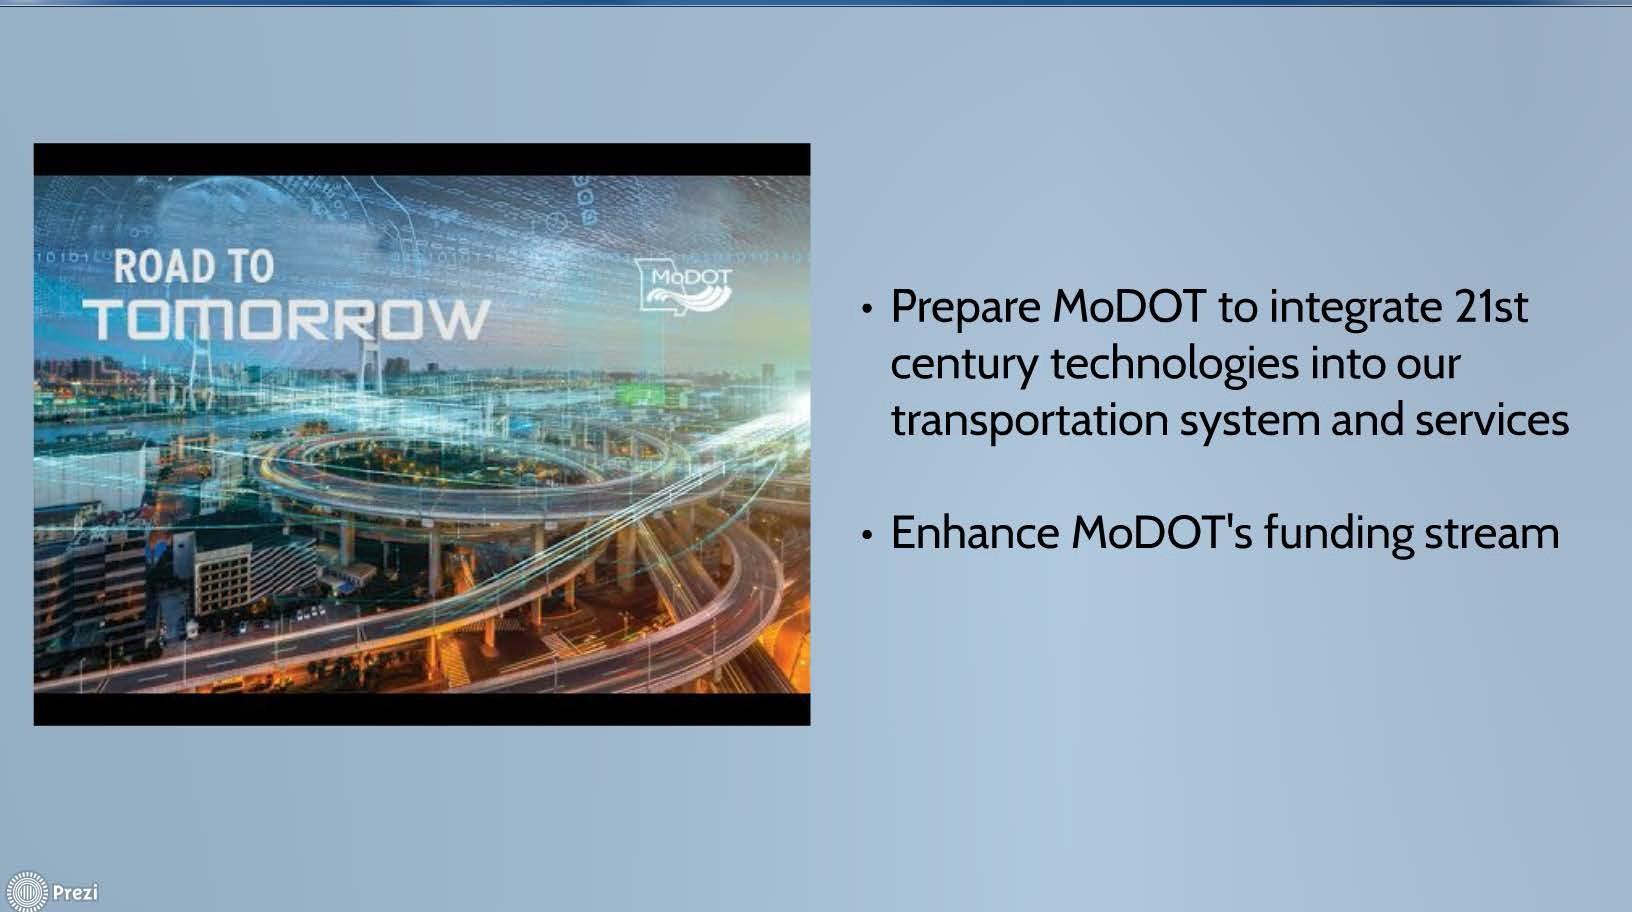 ROAD TO
TOMORROW
MoDOT
• Prepare MoDOT to integrate 21st
century technologies into our
transportation system and services
• Enhance MoDOT's funding stream
Prezi